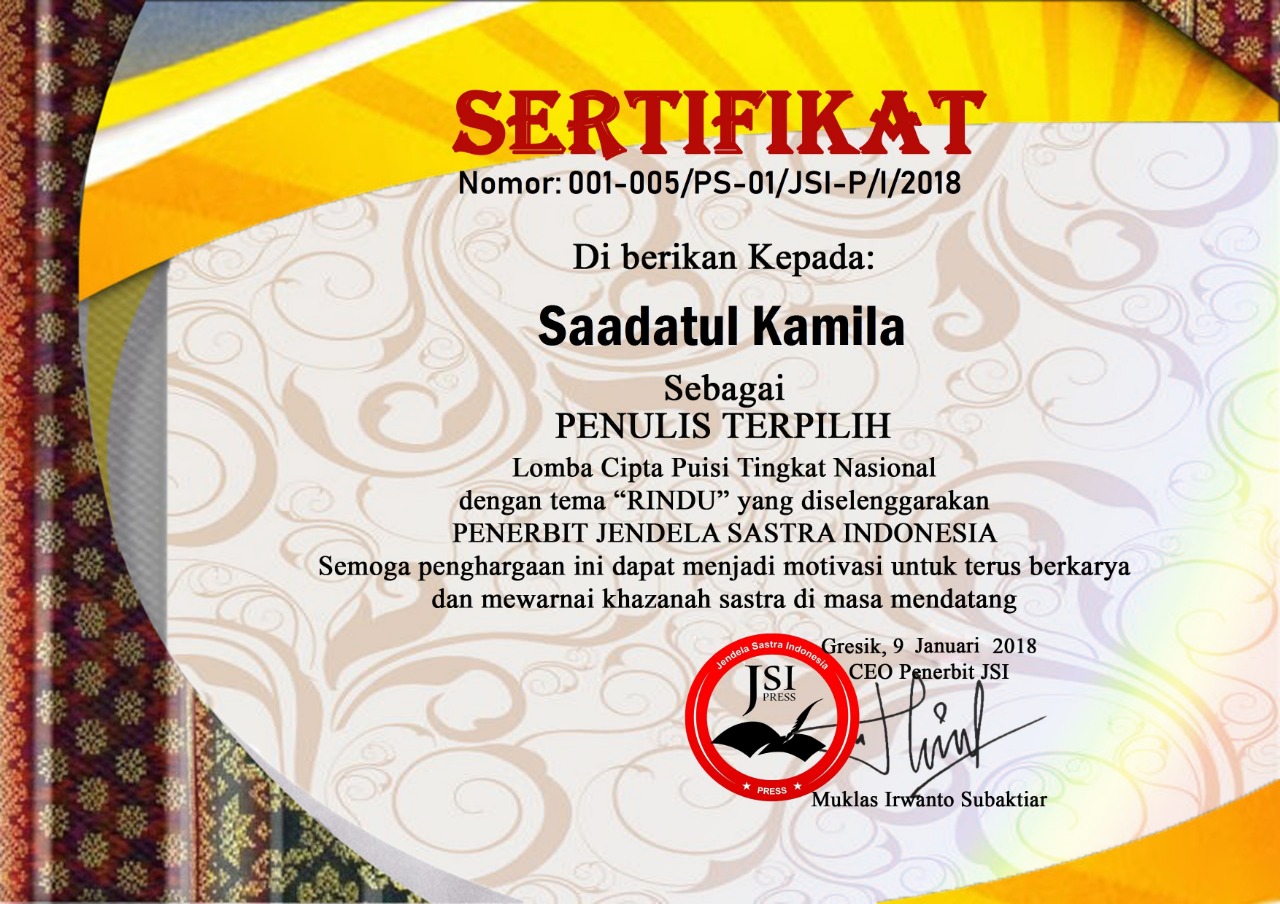 SERTIFIKAT
Nomor: 001-005/PS-01/JSI-P/I/2018
Di berikan Kepada:
Saadatul Kamila
Sebagai
PENULIS TERPILIH
Lomba Cipta Puisi Tingkat Nasional
dengan tema “RINDU” yang diselenggarakan
PENERBIT JENDELA SASTRA INDONESIA
Semoga penghargaan ini dapat menjadi motivasi untuk terus berkarya
dan mewarnai khazanah sastra di masa mendatang
Gresik, 9 Januari 2018
CEO Penerbit JSI
Jendela Sastra Indonesia
JSI
PRESS
★ PRESS ★
Muklas Irwanto Subaktiar